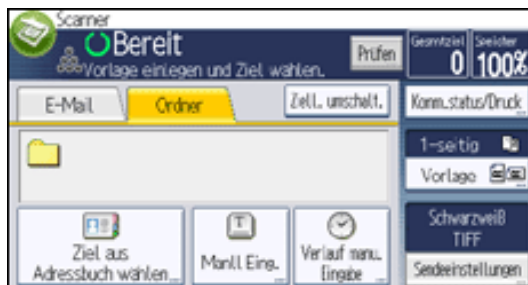 Scanner
Bereit
Vorlage einlegen und Ziel wählen.
Prüfen
Gesamtziel
0
Speicher
100%
E-Mail
Ordner
Zell. umschalt.
Komm.status/Druck
1-seitig
Vorlage
Ziel aus
Adressbuch wählen
Manll Eing.
Verlauf manu.
Eingabe
Schwarzweiß
TIFF
Sendeeinstellungen